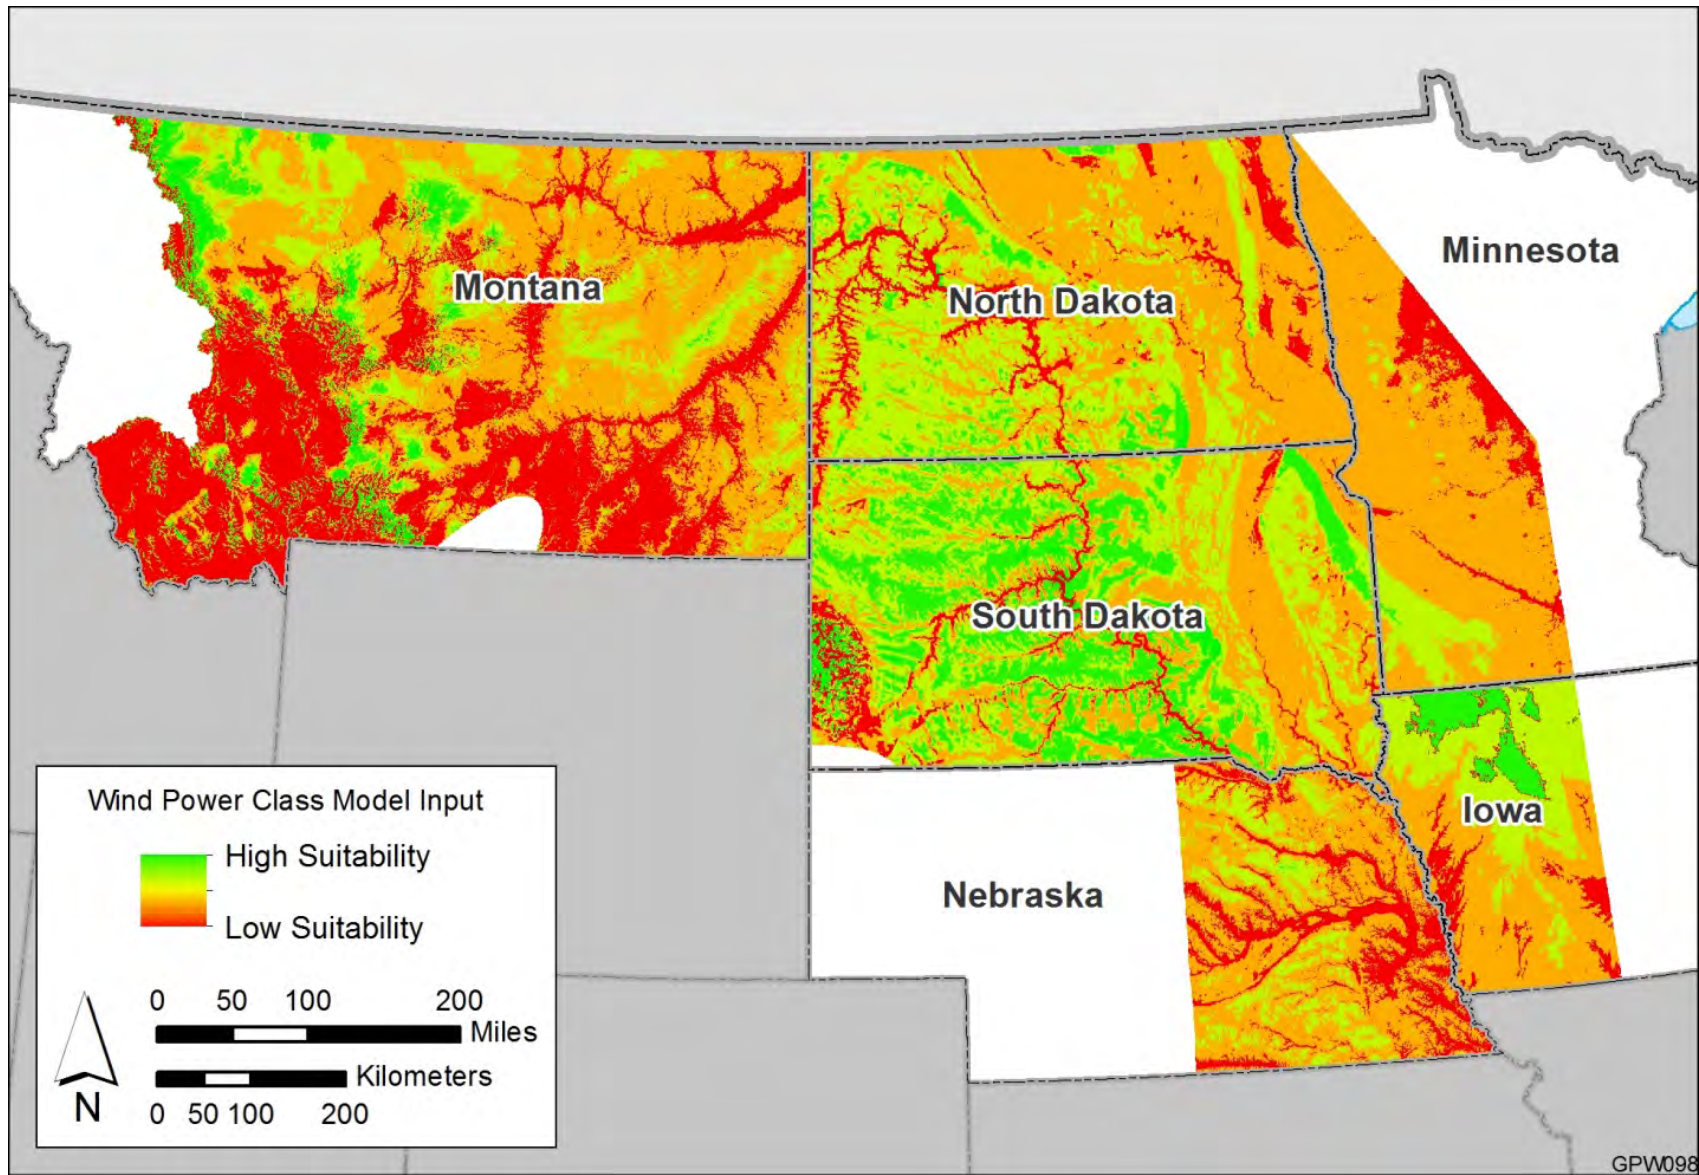 Minnesota
Montana
North Dakota
South Dakota
Iowa
Nebraska
Wind Power Class Model Input
High Suitability
Low Suitability
0 50 100 200
Miles
Kilometers
0 50 100 200
N
GPW098